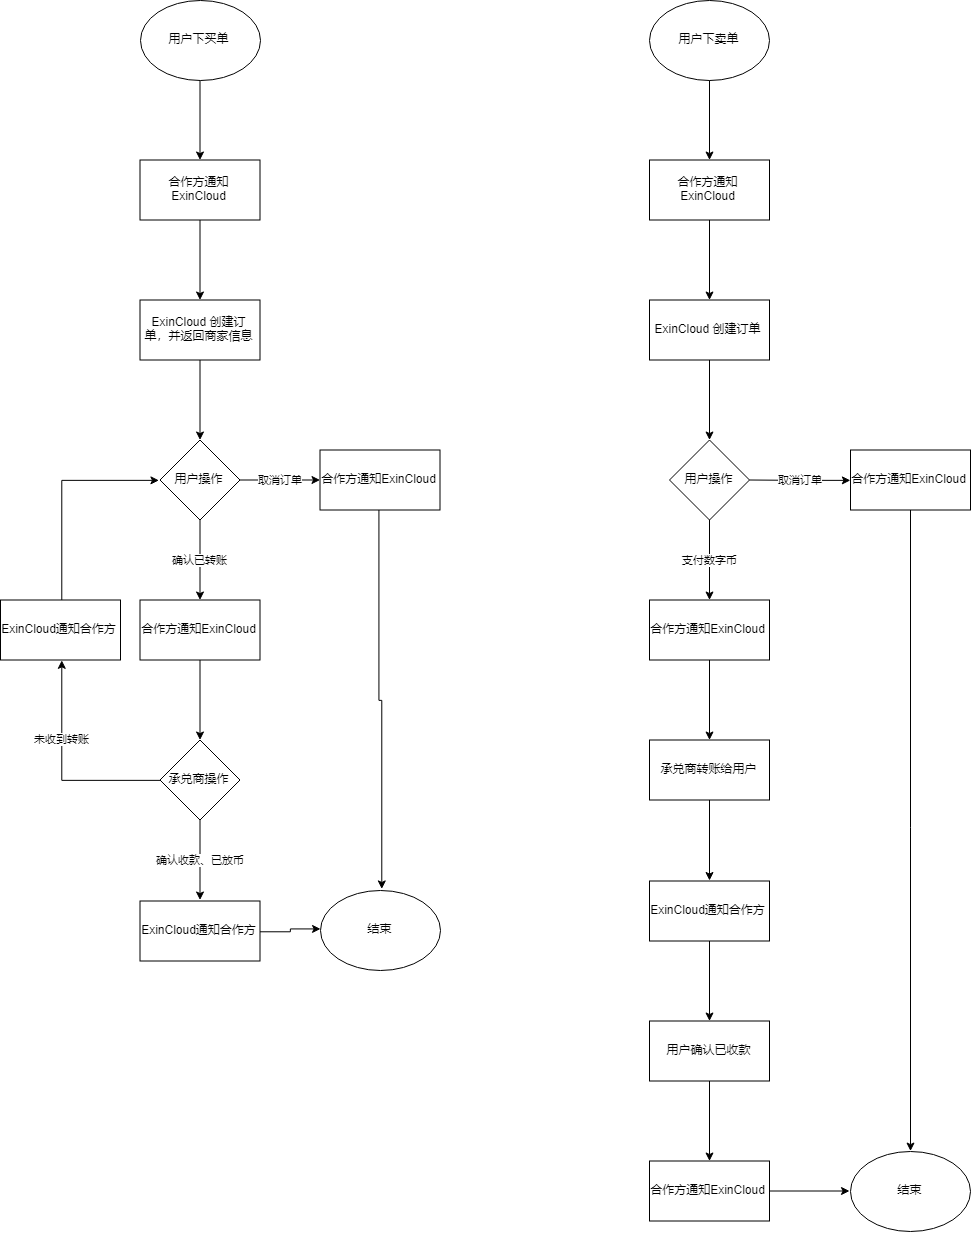 用户下买单
合作方通知
ExinCloud
ExinCloud 创建订
单，并返回商家信息
用户操作
取消订单
合作方通知ExinCloud
确认已转账
ExinCloud通知合作方
合作方通知ExinCloud
未收到转账
承兑商操作
确认收款、已放币
ExinCloud通知合作方
结束
用户下卖单
合作方通知
ExinCloud
ExinCloud 创建订单
用户操作
取消订单
合作方通知ExinCloud
支付数字币
合作方通知ExinCloud
承兑商转账给用户
ExinCloud通知合作方
用户确认已收款
合作方通知ExinCloud
结束